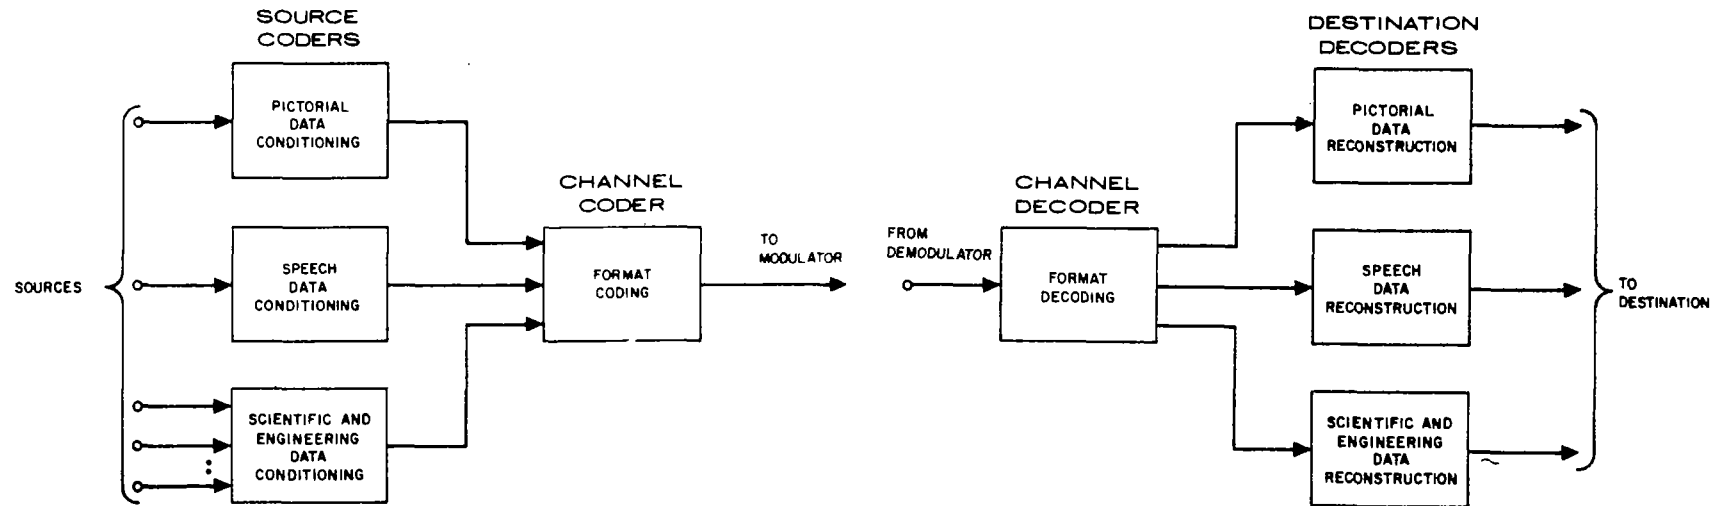 SOURCE
CODERS
PICTORIAL
DATA
CONDITIONING
SPEECH
DATA
CONDITIONING
SCIENTIFIC AND
ENGINEERING
DATA
CONDITIONING
SOURCES
CHANNEL
CODER
FORMAT
CODING
TO
MODULATOR
FROM
DEMODULATOR
CHANNEL
DECODER
FORMAT
DECODING
DESTINATION
DECODERS
PICTORIAL
DATA
RECONSTRUCTION
SPEECH
DATA
RECONSTRUCTION
SCIENTIFIC AND
ENGINEERING
DATA
RECONSTRUCTION
TO
DESTINATION